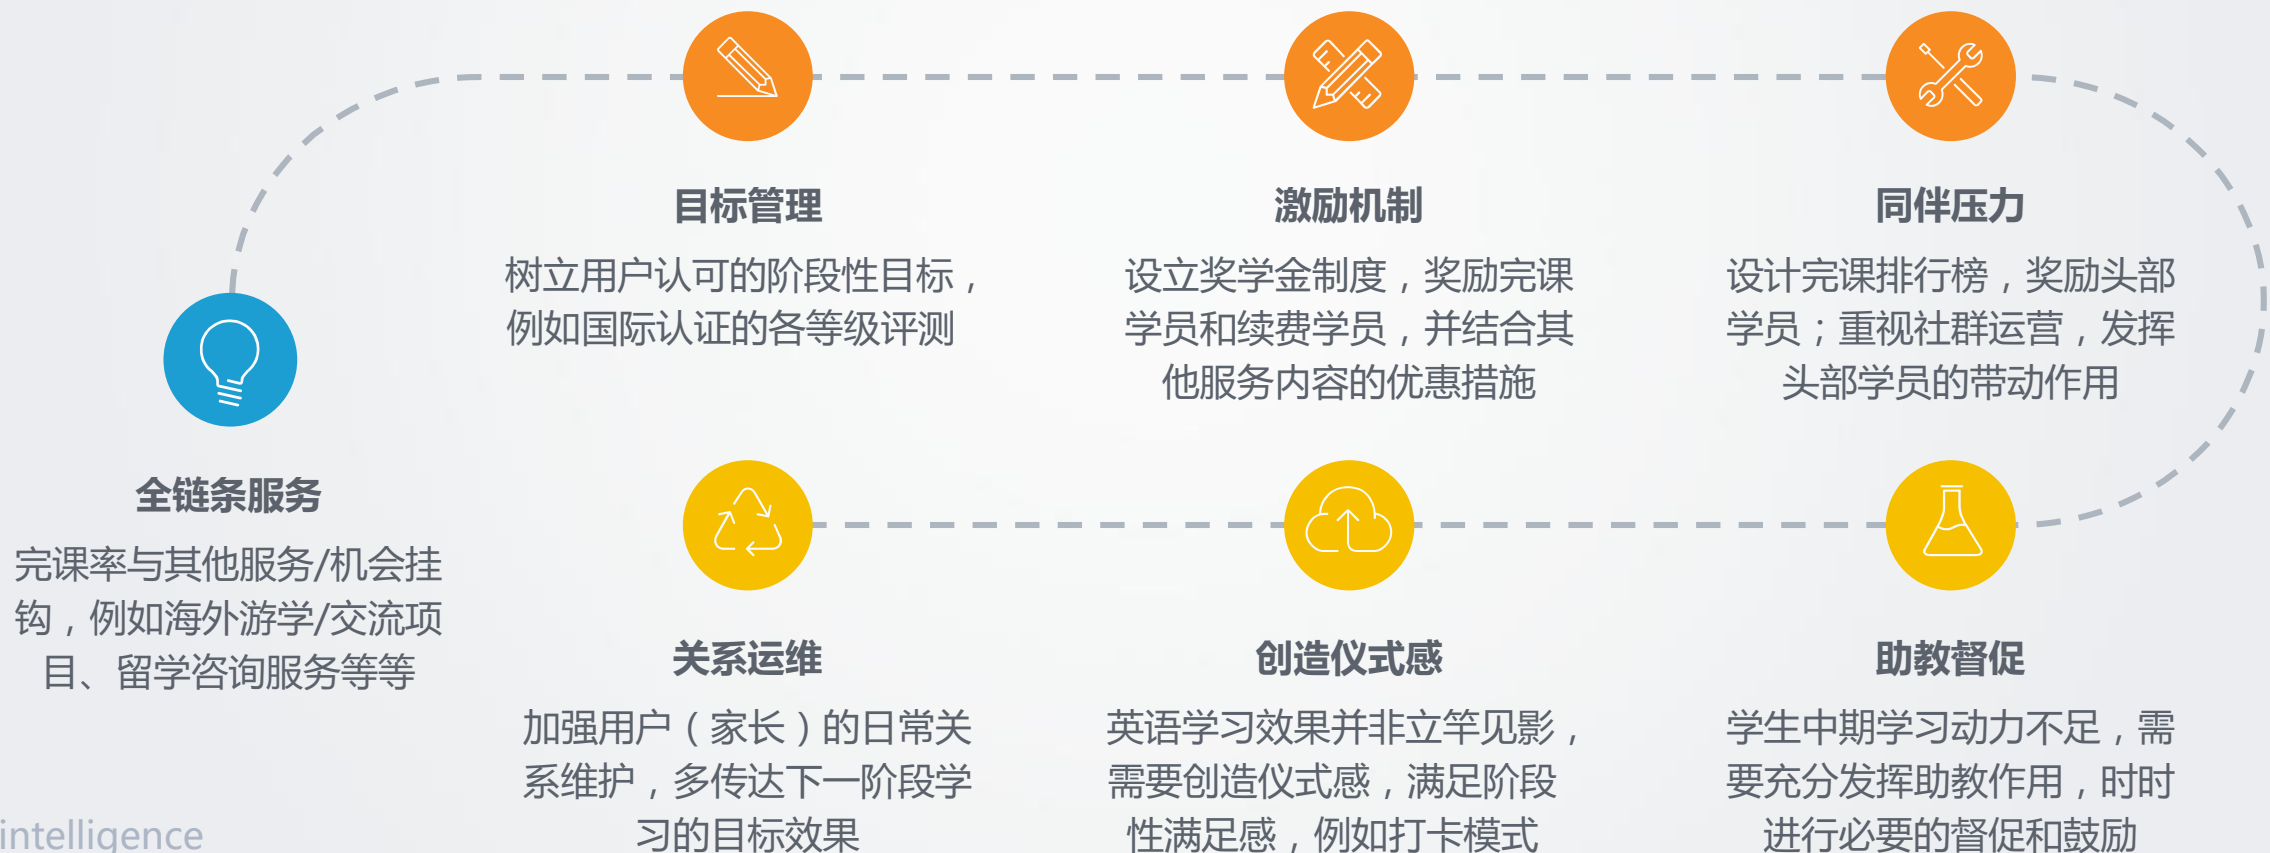 目标管理
树立用户认可的阶段性目标，
例如国际认证的各等级评测
激励机制
设立奖学金制度，奖励完课
学员和续费学员，并结合其
他服务内容的优惠措施
同伴压力
设计完课排行榜，奖励头部
学员；重视社群运营，发挥
头部学员的带动作用
全链条服务
完课率与其他服务/机会挂
钩，例如海外游学/交流项
目、留学咨询服务等等
关系运维
加强用户（家长）的日常关
系维护，多传达下一阶段学
习的目标效果
创造仪式感
英语学习效果并非立竿见影，
需要创造仪式感，满足阶段
性满足感，例如打卡模式
助教督促
学生中期学习动力不足，需
要充分发挥助教作用，时时
进行必要的督促和鼓励
intelligence